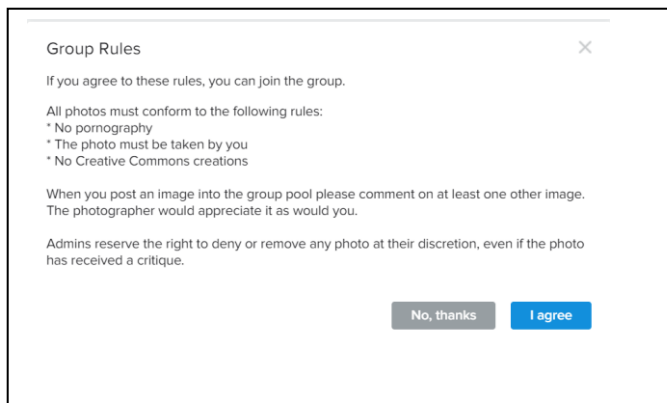 Group Rules
If you agree to these rules, you can join the group.
All photos must conform to the following rules:
* No pornography
* The photo must be taken by you
* No Creative Commons creations
When you post an image into the group pool please comment on at least one other image.
The photographer would appreciate it as would you.
Admins reserve the right to deny or remove any photo at their discretion, even if the photo
has received a critique.
No, thanks
I agree